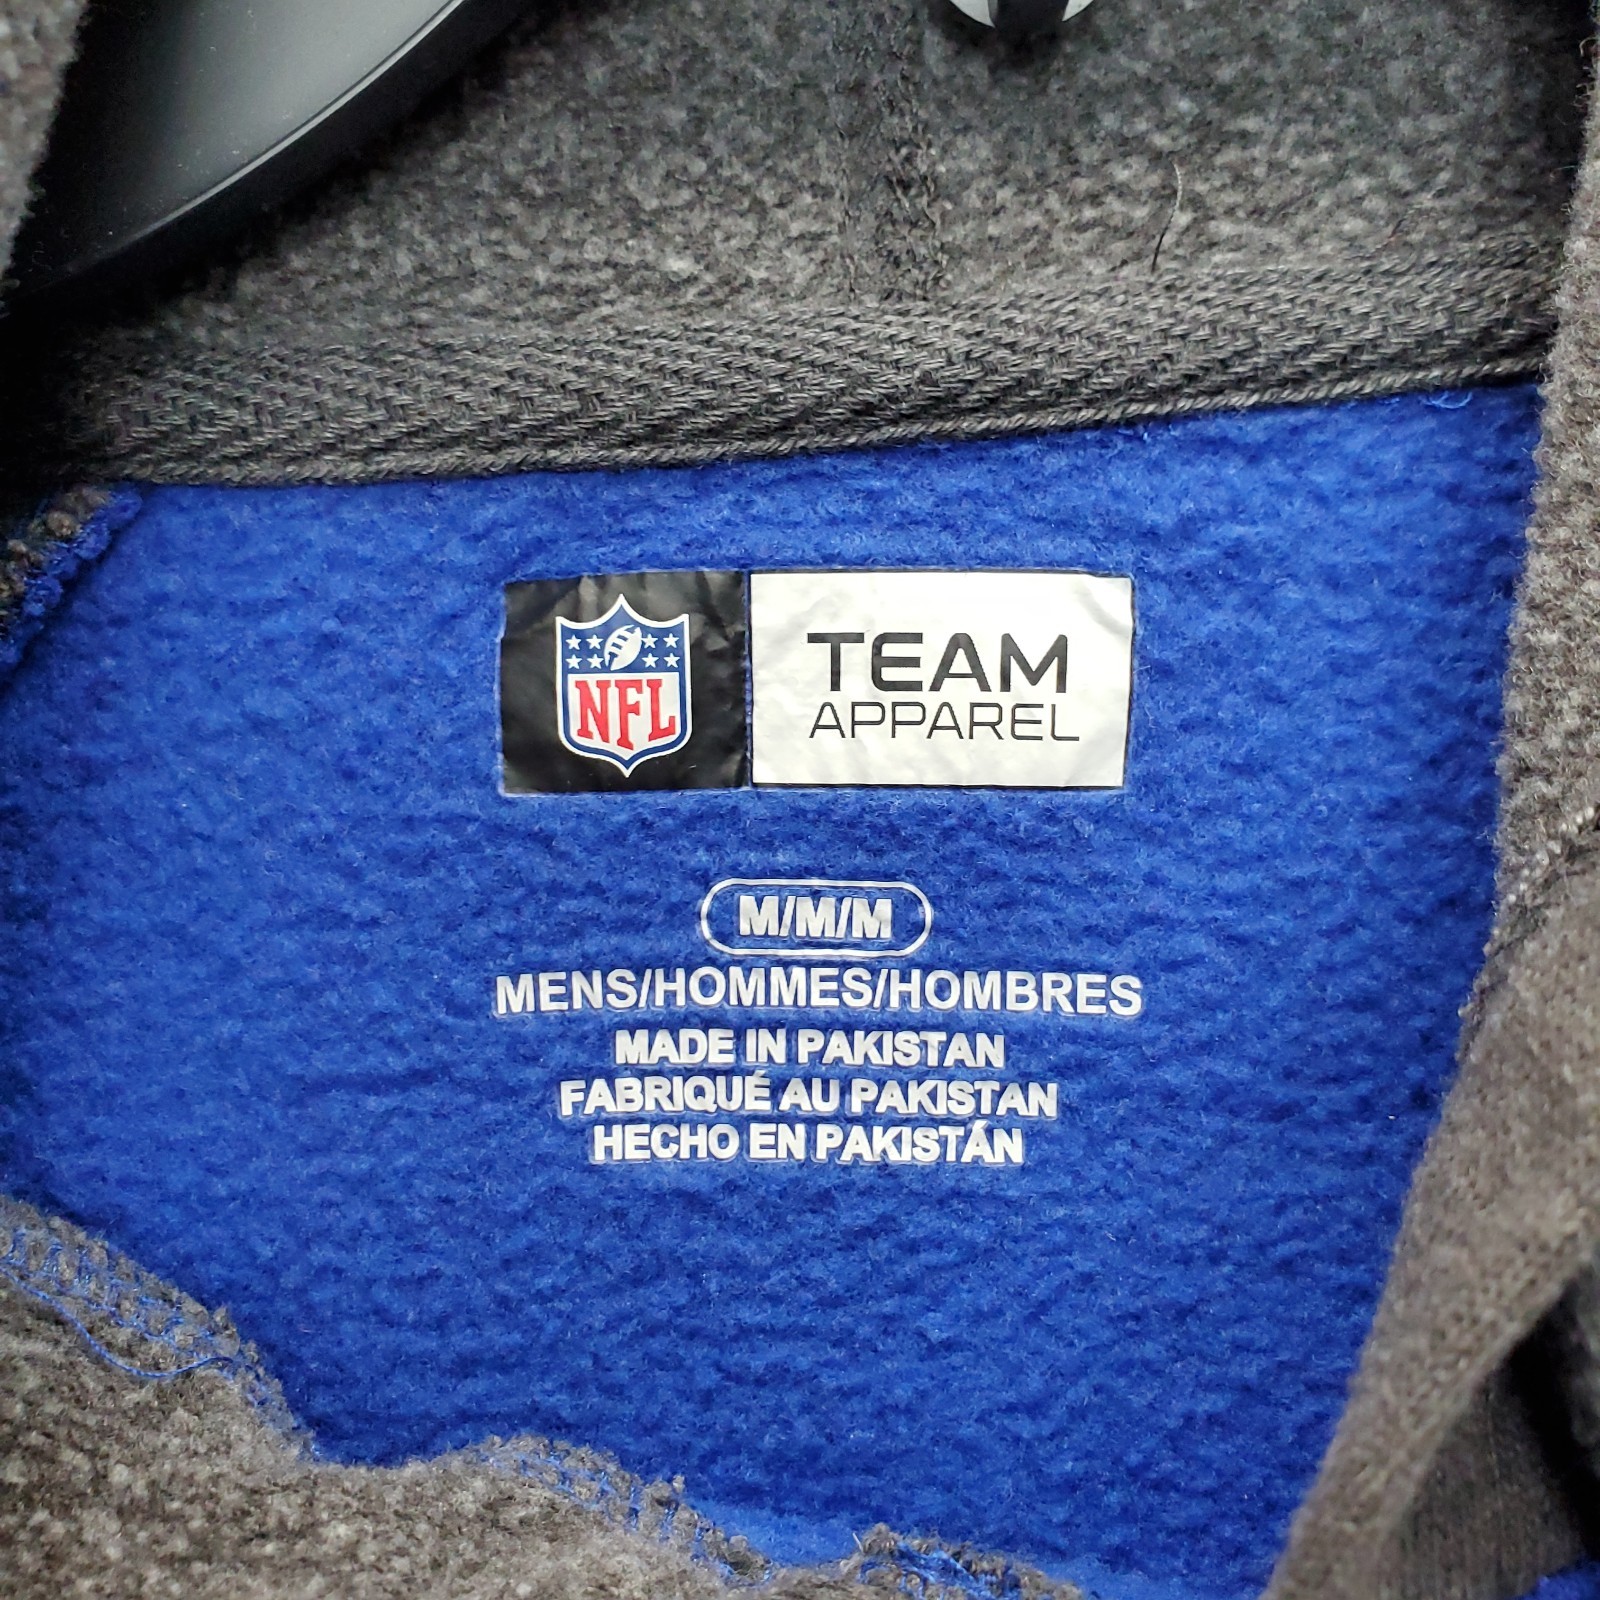 NFL
TEAM
APPAREL
M/M/M
MENS/HOMMES/HOMBRES
MADE IN PAKISTAN
FABRIQUÉ AU PAKISTAN
HECHO EN PAKISTÁN